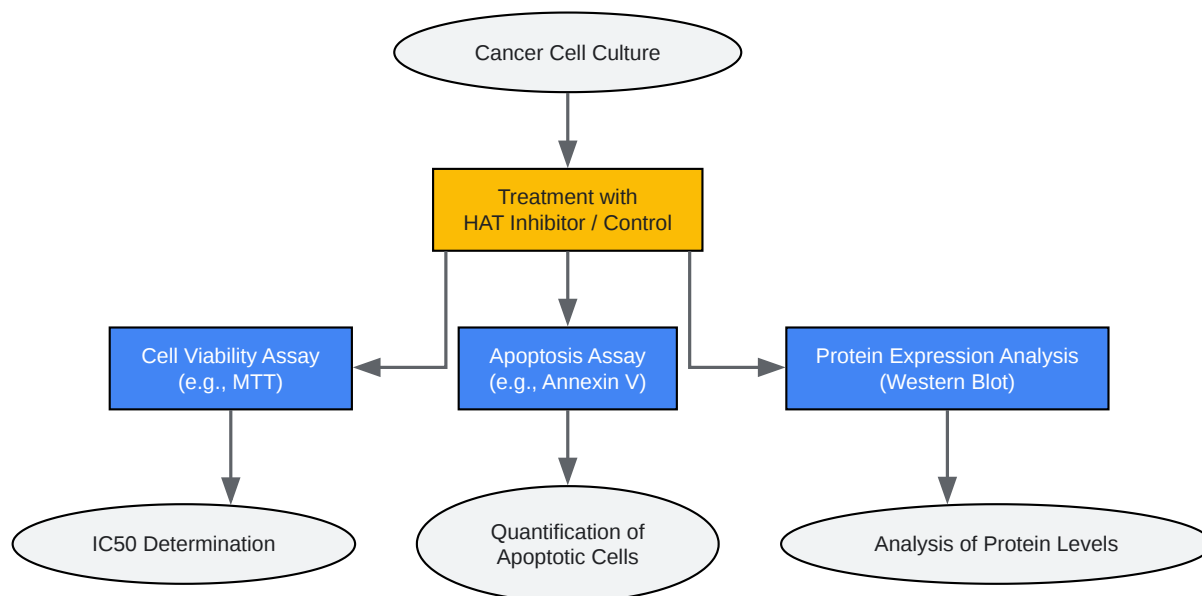 Cancer Cell Culture
Treatment with
HAT Inhibitor / Control
Cell Viability Assay
(e.g., MTT)
Apoptosis Assay
(e.g., Annexin V)
Protein Expression Analysis
(Western Blot)
IC50 Determination
Quantification of
Apoptotic Cells
Analysis of Protein Levels